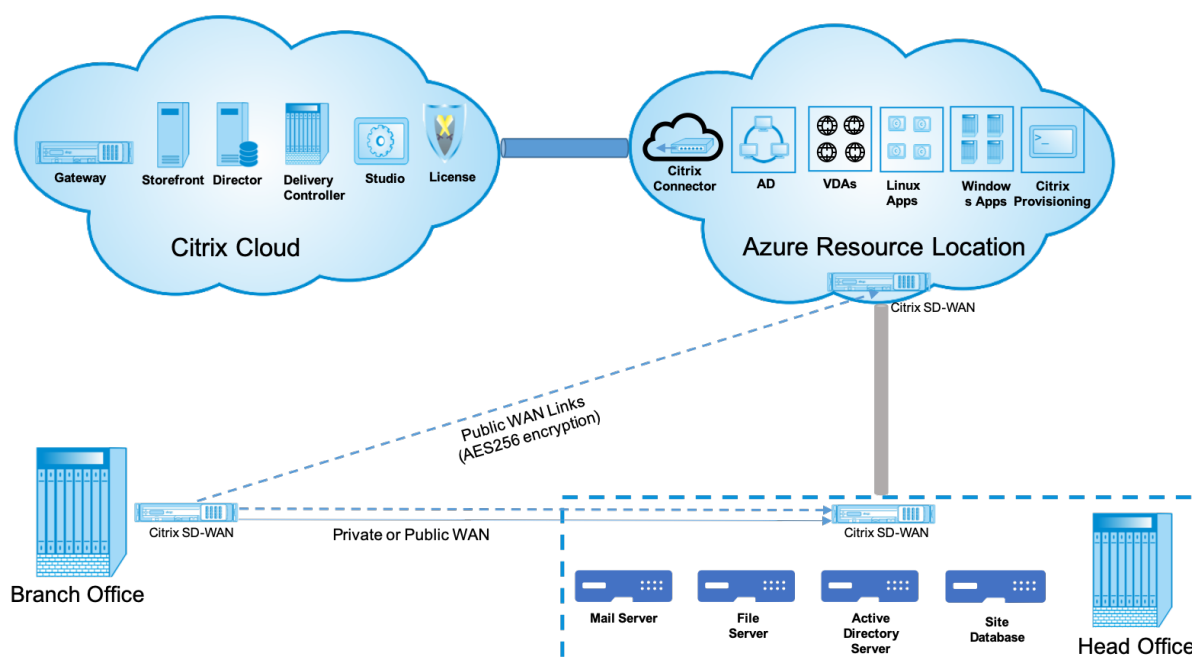 Gateway
Storefront
Director
Delivery
Controller
Studio
License
Citrix Cloud
Citrix
Connector
AD
VDAs
Linux
Apps
Window
s Apps
Citrix
Provisioning
>_
Azure Resource Location
Citrix SD-WAN
Public WAN Links
(AES256 encryption)
Citrix SD-WAN
Private or Public WAN
Citrix SD-WAN
Branch Office
Mail Server
File
Server
Active
Directory
Server
Site
Database
Head Office